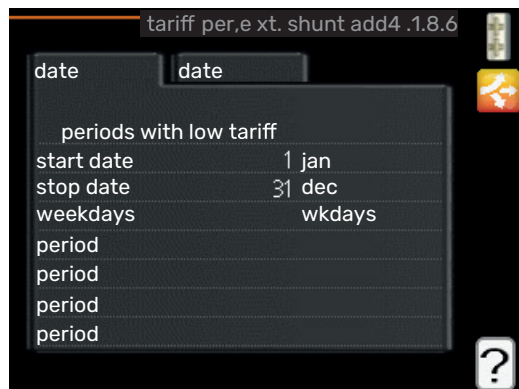 tariff per,e xt. shunt add4 .1.8.6
date date
periods with low tariff
start date 1 jan
stop date 31 dec
weekdays wkdays
period
period
period
period
?